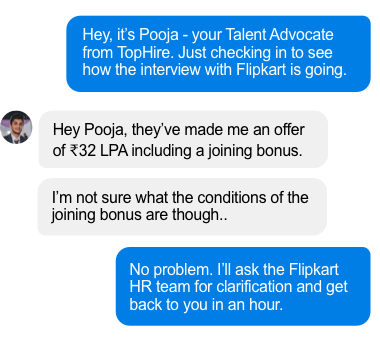 Hey, it's Pooja - your Talent Advocate
from TopHire. Just checking in to see
how the interview with Flipkart is going.
Hey Pooja, they've made me an offer
of ₹32 LPA including a joining bonus.
I'm not sure what the conditions of the
joining bonus are though..
No problem. I'll ask the Flipkart
HR team for clarification and get
back to you in an hour.